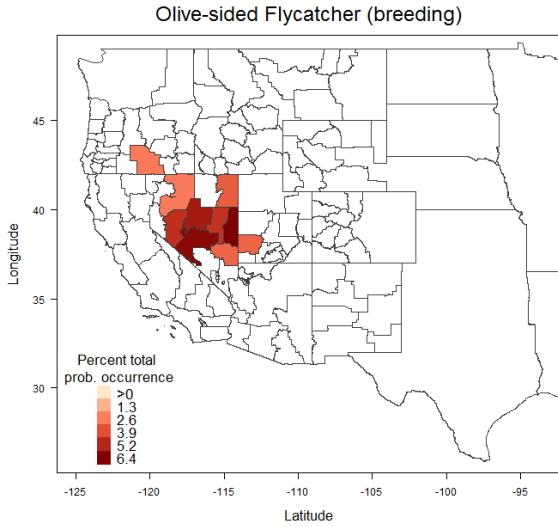 Olive-sided Flycatcher (breeding)
Longitude
45
40
35
30
Percent total
prob. occurrence
>0
1.3
2.6
3.9
5.2
6.4
-125 -120 -115 -110 -105 -100 -95
Latitude